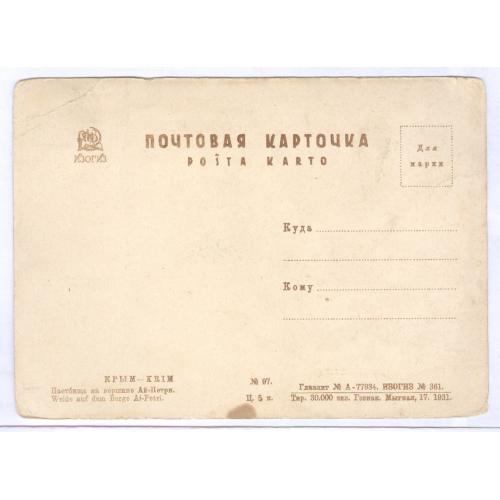 ИЗОГИЗ
ПОЧТОВАЯ КАРТОЧКА
POŜTA KARTO
Для
марки
Куда
Кому
КРЫМ—KRIM
Пастбища на вершине Ай-Петри.
Weide auf dem Berge Ai-Petri.
№ 97.
Ц. 5 к.
Главлит № А-77934. ИЗОГИЗ № 361.
Тир. 30.000 экз. Гознак. Мытная, 17. 1931.